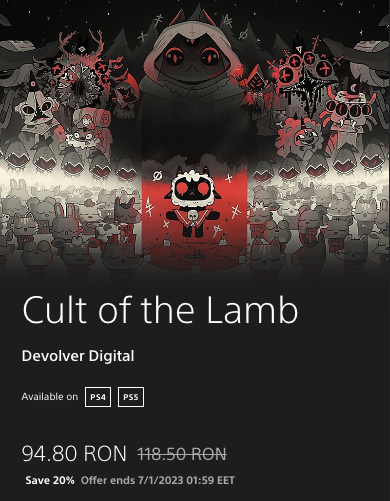 Cult of the Lamb
Devolver Digital
Available on PS4 PS5
94.80 RON 118.50 RON
Save 20% Offer ends 7/1/2023 01:59 EET